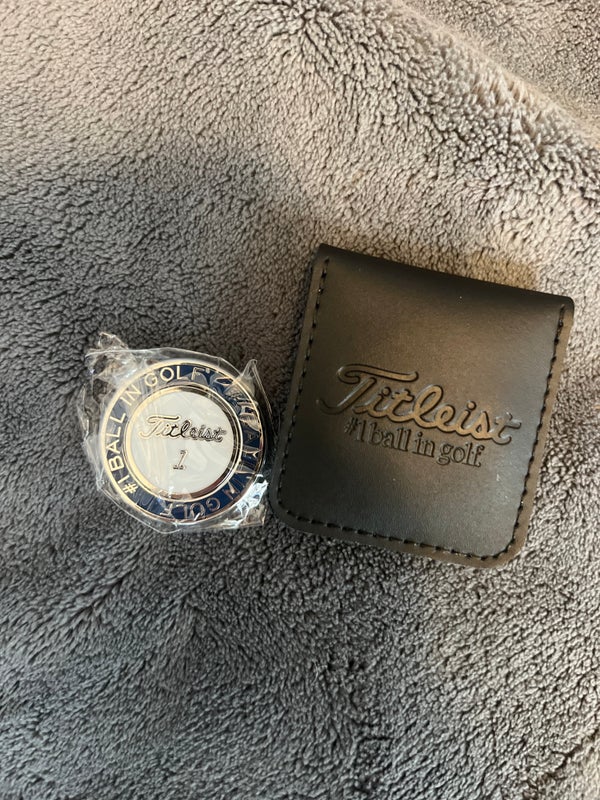 #1 BALL IN GOLF
Titleist
1
Titleist
#1 ball in golf.